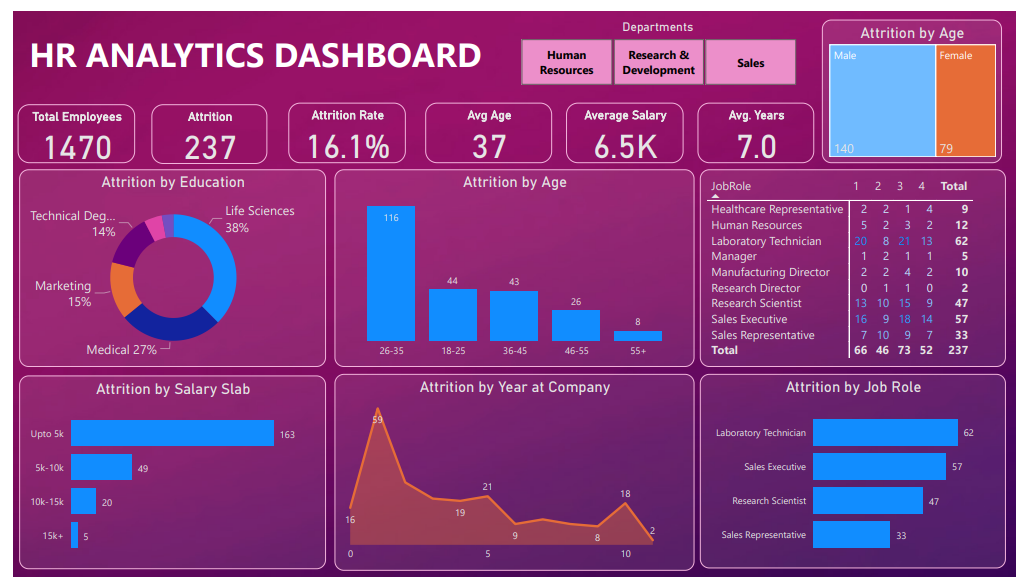 HR ANALYTICS DASHBOARD
Departments
Human
Resources
Research &
Development
Sales
Attrition by Age
Male
Female
140
79
Total Employees
1470
Attrition
237
Attrition Rate
16.1%
Avg Age
37
Average Salary
6.5K
Avg. Years
7.0
Attrition by Education
Life Sciences
38%
Technical Deg...
14%
Marketing
15%
Medical 27%
Attrition by Age
116
44
43
26
8
26-35 18-25 36-45 46-55 55+
JobRole 1 2 3 4 Total
Healthcare Representative 2 2 1 4 9
Human Resources 5 2 3 2 12
Laboratory Technician 20 8 21 13 62
Manager 1 2 1 1 5
Manufacturing Director 2 2 4 2 10
Research Director 0 1 1 0 2
Research Scientist 13 10 15 9 47
Sales Executive 16 9 18 14 57
Sales Representative 7 10 9 7 33
Total 66 46 73 52 237
Attrition by Salary Slab
Upto 5k 163
5k-10k 49
10k-15k 20
15k+ 5
Attrition by Year at Company
59
16
19
21
9
8
18
2
0 5 10
Attrition by Job Role
Laboratory Technician 62
Sales Executive 57
Research Scientist 47
Sales Representative 33